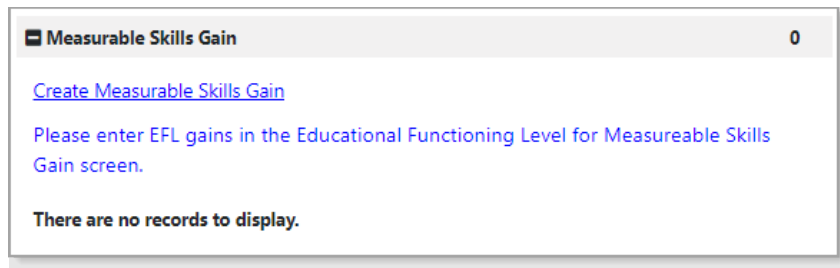 Measurable Skills Gain 0
Create Measurable Skills Gain
Please enter EFL gains in the Educational Functioning Level for Measureable Skills
Gain screen.
There are no records to display.